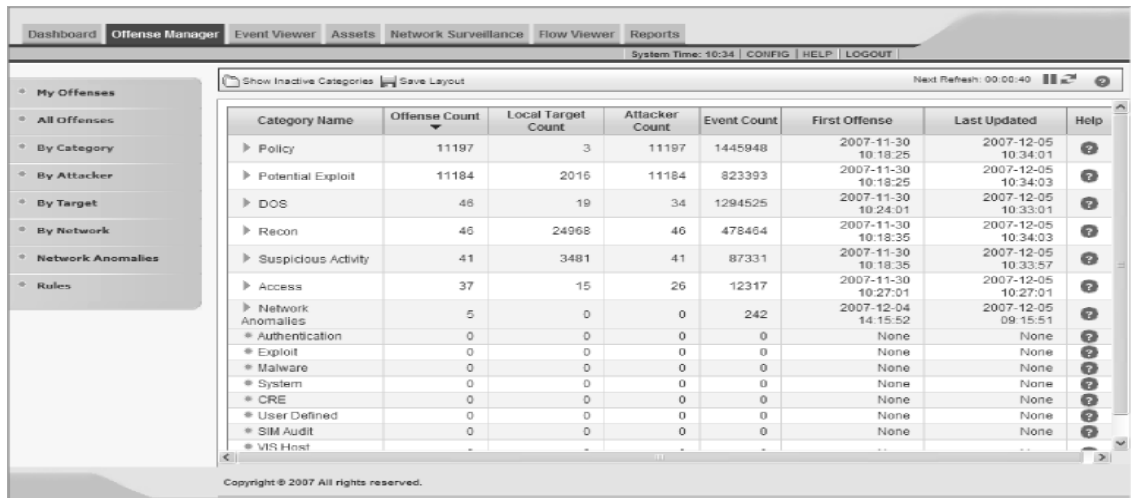 Dashboard Offense Manager Event Viewer Assets Network Surveillance Flow Viewer Reports
System Time: 10:34 | CONFIG | HELP | LOGOUT
My Offenses
All Offenses
By Category
By Attacker
By Target
By Network
Network Anomalies
Rules
Show Inactive Categories Save Layout Next Refresh: 00:00:40
Category Name Offense Count Local Target Count Attacker Count Event Count First Offense Last Updated Help
Policy 11197 3 11197 1445948 2007-11-30 10:18:25 2007-12-05 10:34:01
Potential Exploit 11184 2016 11184 823393 2007-11-30 10:18:25 2007-12-05 10:34:03
DOS 46 19 34 1294525 2007-11-30 10:24:01 2007-12-05 10:33:01
Recon 46 24968 46 478464 2007-11-30 10:18:35 2007-12-05 10:34:03
Suspicious Activity 41 3481 41 87331 2007-11-30 10:18:35 2007-12-05 10:33:57
Access 37 15 26 12317 2007-11-30 10:27:01 2007-12-05 10:27:01
Network Anomalies 5 0 0 242 2007-12-04 14:15:52 2007-12-05 09:15:51
Authentication 0 0 0 0 None None
Exploit 0 0 0 0 None None
Malware 0 0 0 0 None None
System 0 0 0 0 None None
CRE 0 0 0 0 None None
User Defined 0 0 0 0 None None
SIM Audit 0 0 0 0 None None
VIS Host
Copyright © 2007 All rights reserved.